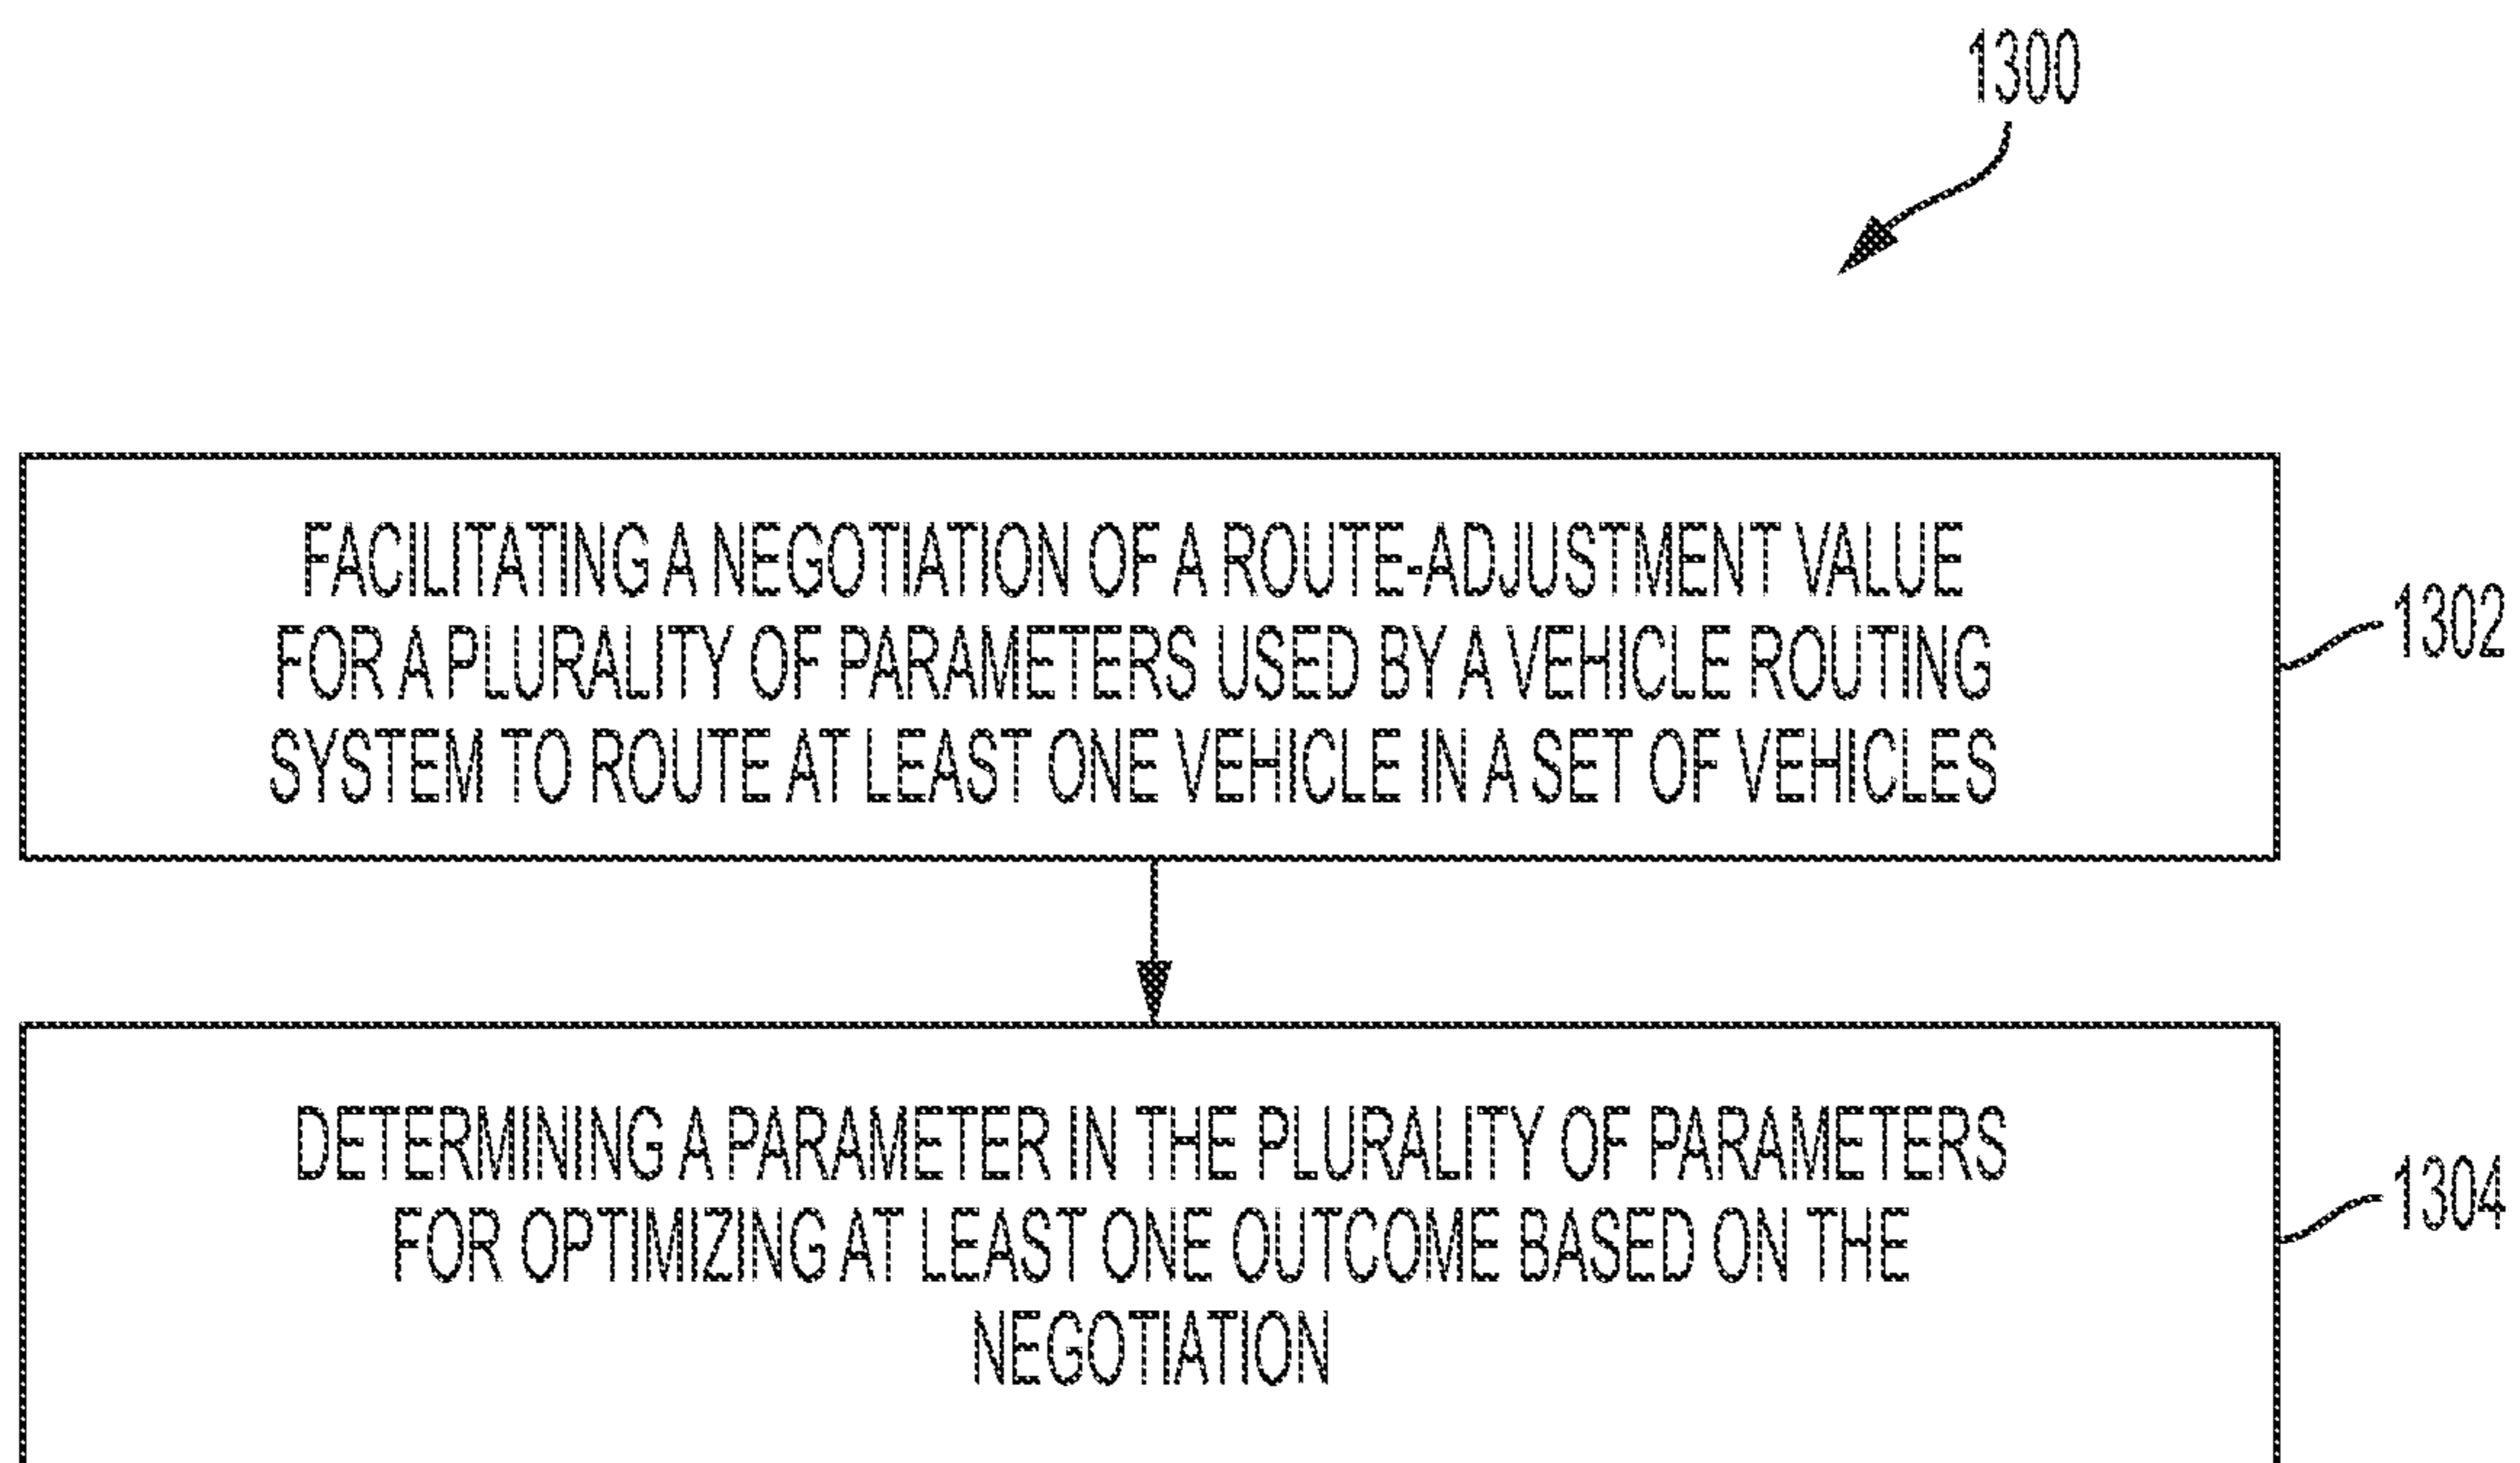 1300
FACILITATING A NEGOTIATION OF A ROUTE-ADJUSTMENT VALUE
FOR A PLURALITY OF PARAMETERS USED BY A VEHICLE ROUTING
SYSTEM TO ROUTE AT LEAST ONE VEHICLE IN A SET OF VEHICLES
1302
DETERMINING A PARAMETER IN THE PLURALITY OF PARAMETERS
FOR OPTIMIZING AT LEAST ONE OUTCOME BASED ON THE
NEGOTIATION
1304